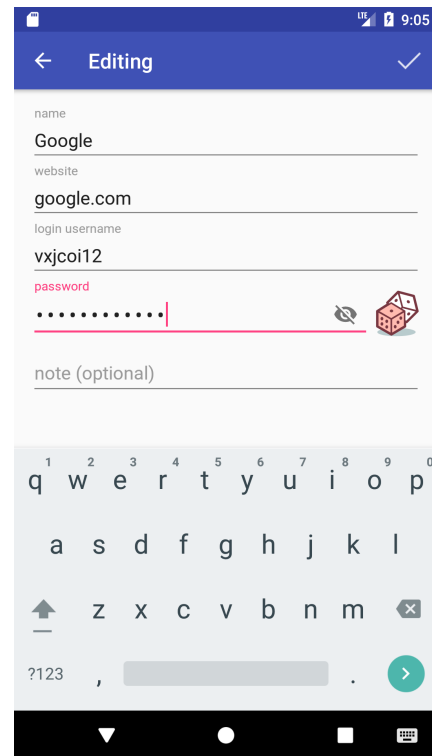 LTE 9:05
Editing
name
Google
website
google.com
login username
vxjcoi12
password
••••••••••••
note (optional)
1 2 3 4 5 6 7 8 9 0
q w e r t y u i o p
a s d f g h j k l
z x c v b n m
?123 , .